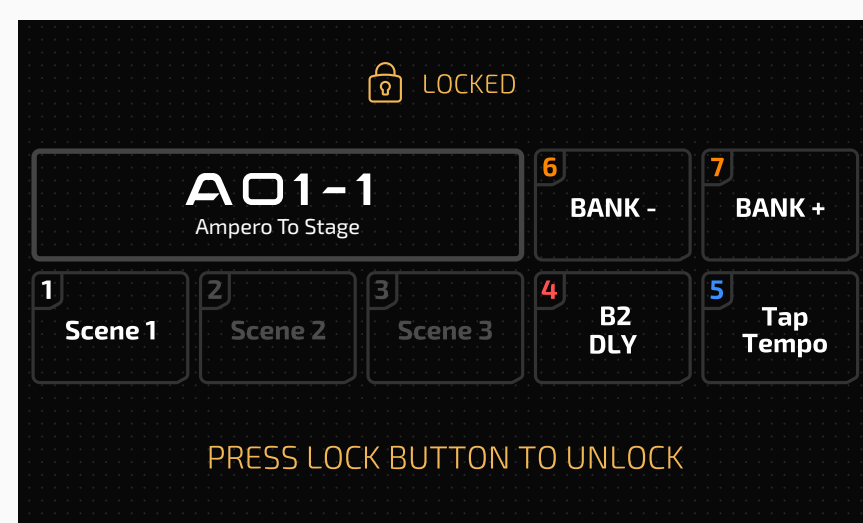 LOCKED
A01-1
Ampero To Stage
6
BANK -
7
BANK +
1
Scene 1
2
Scene 2
3
Scene 3
4
B2
DLY
5
Tap
Tempo
PRESS LOCK BUTTON TO UNLOCK